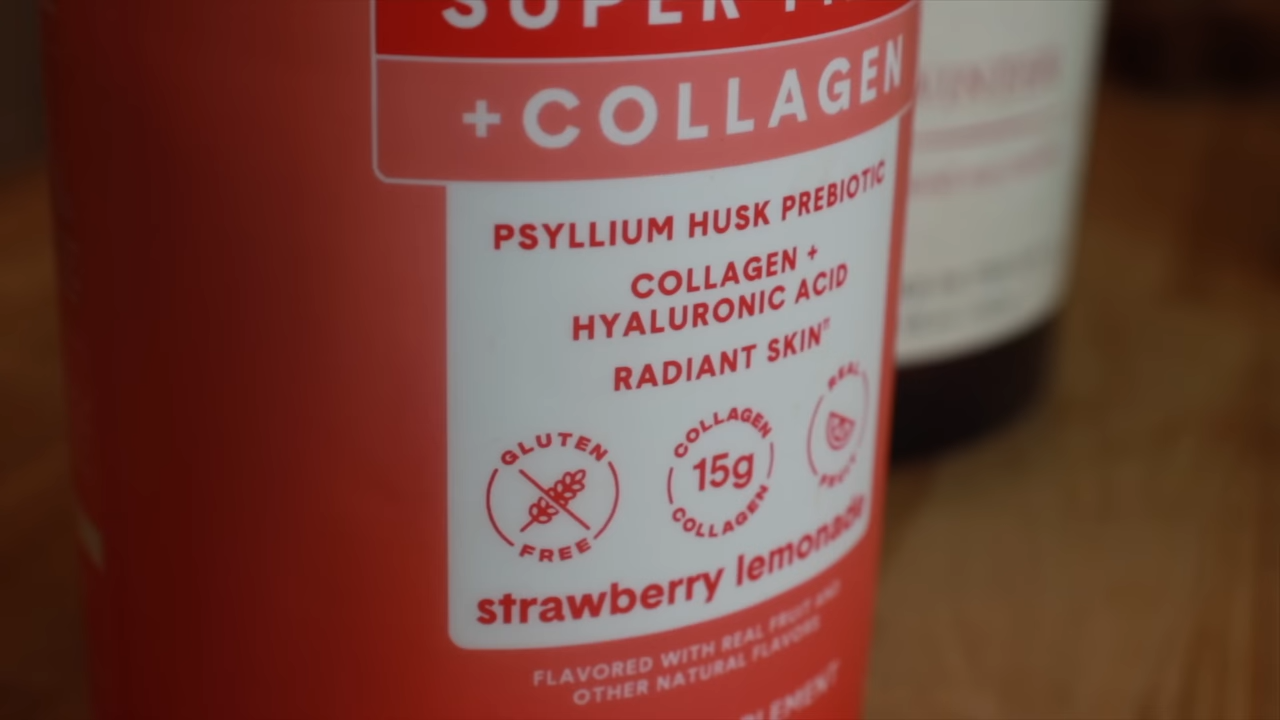 SUPER
+COLLAGEN
PSYLLIUM HUSK PREBIOTIC
COLLAGEN +
HYALURONIC ACID
RADIANT SKIN††
GLUTEN
FREE
COLLAGEN
15g
COLLAGEN
REAL
FRUIT
strawberry lemonade
FLAVORED WITH REAL FRUIT AND
OTHER NATURAL FLAVORS